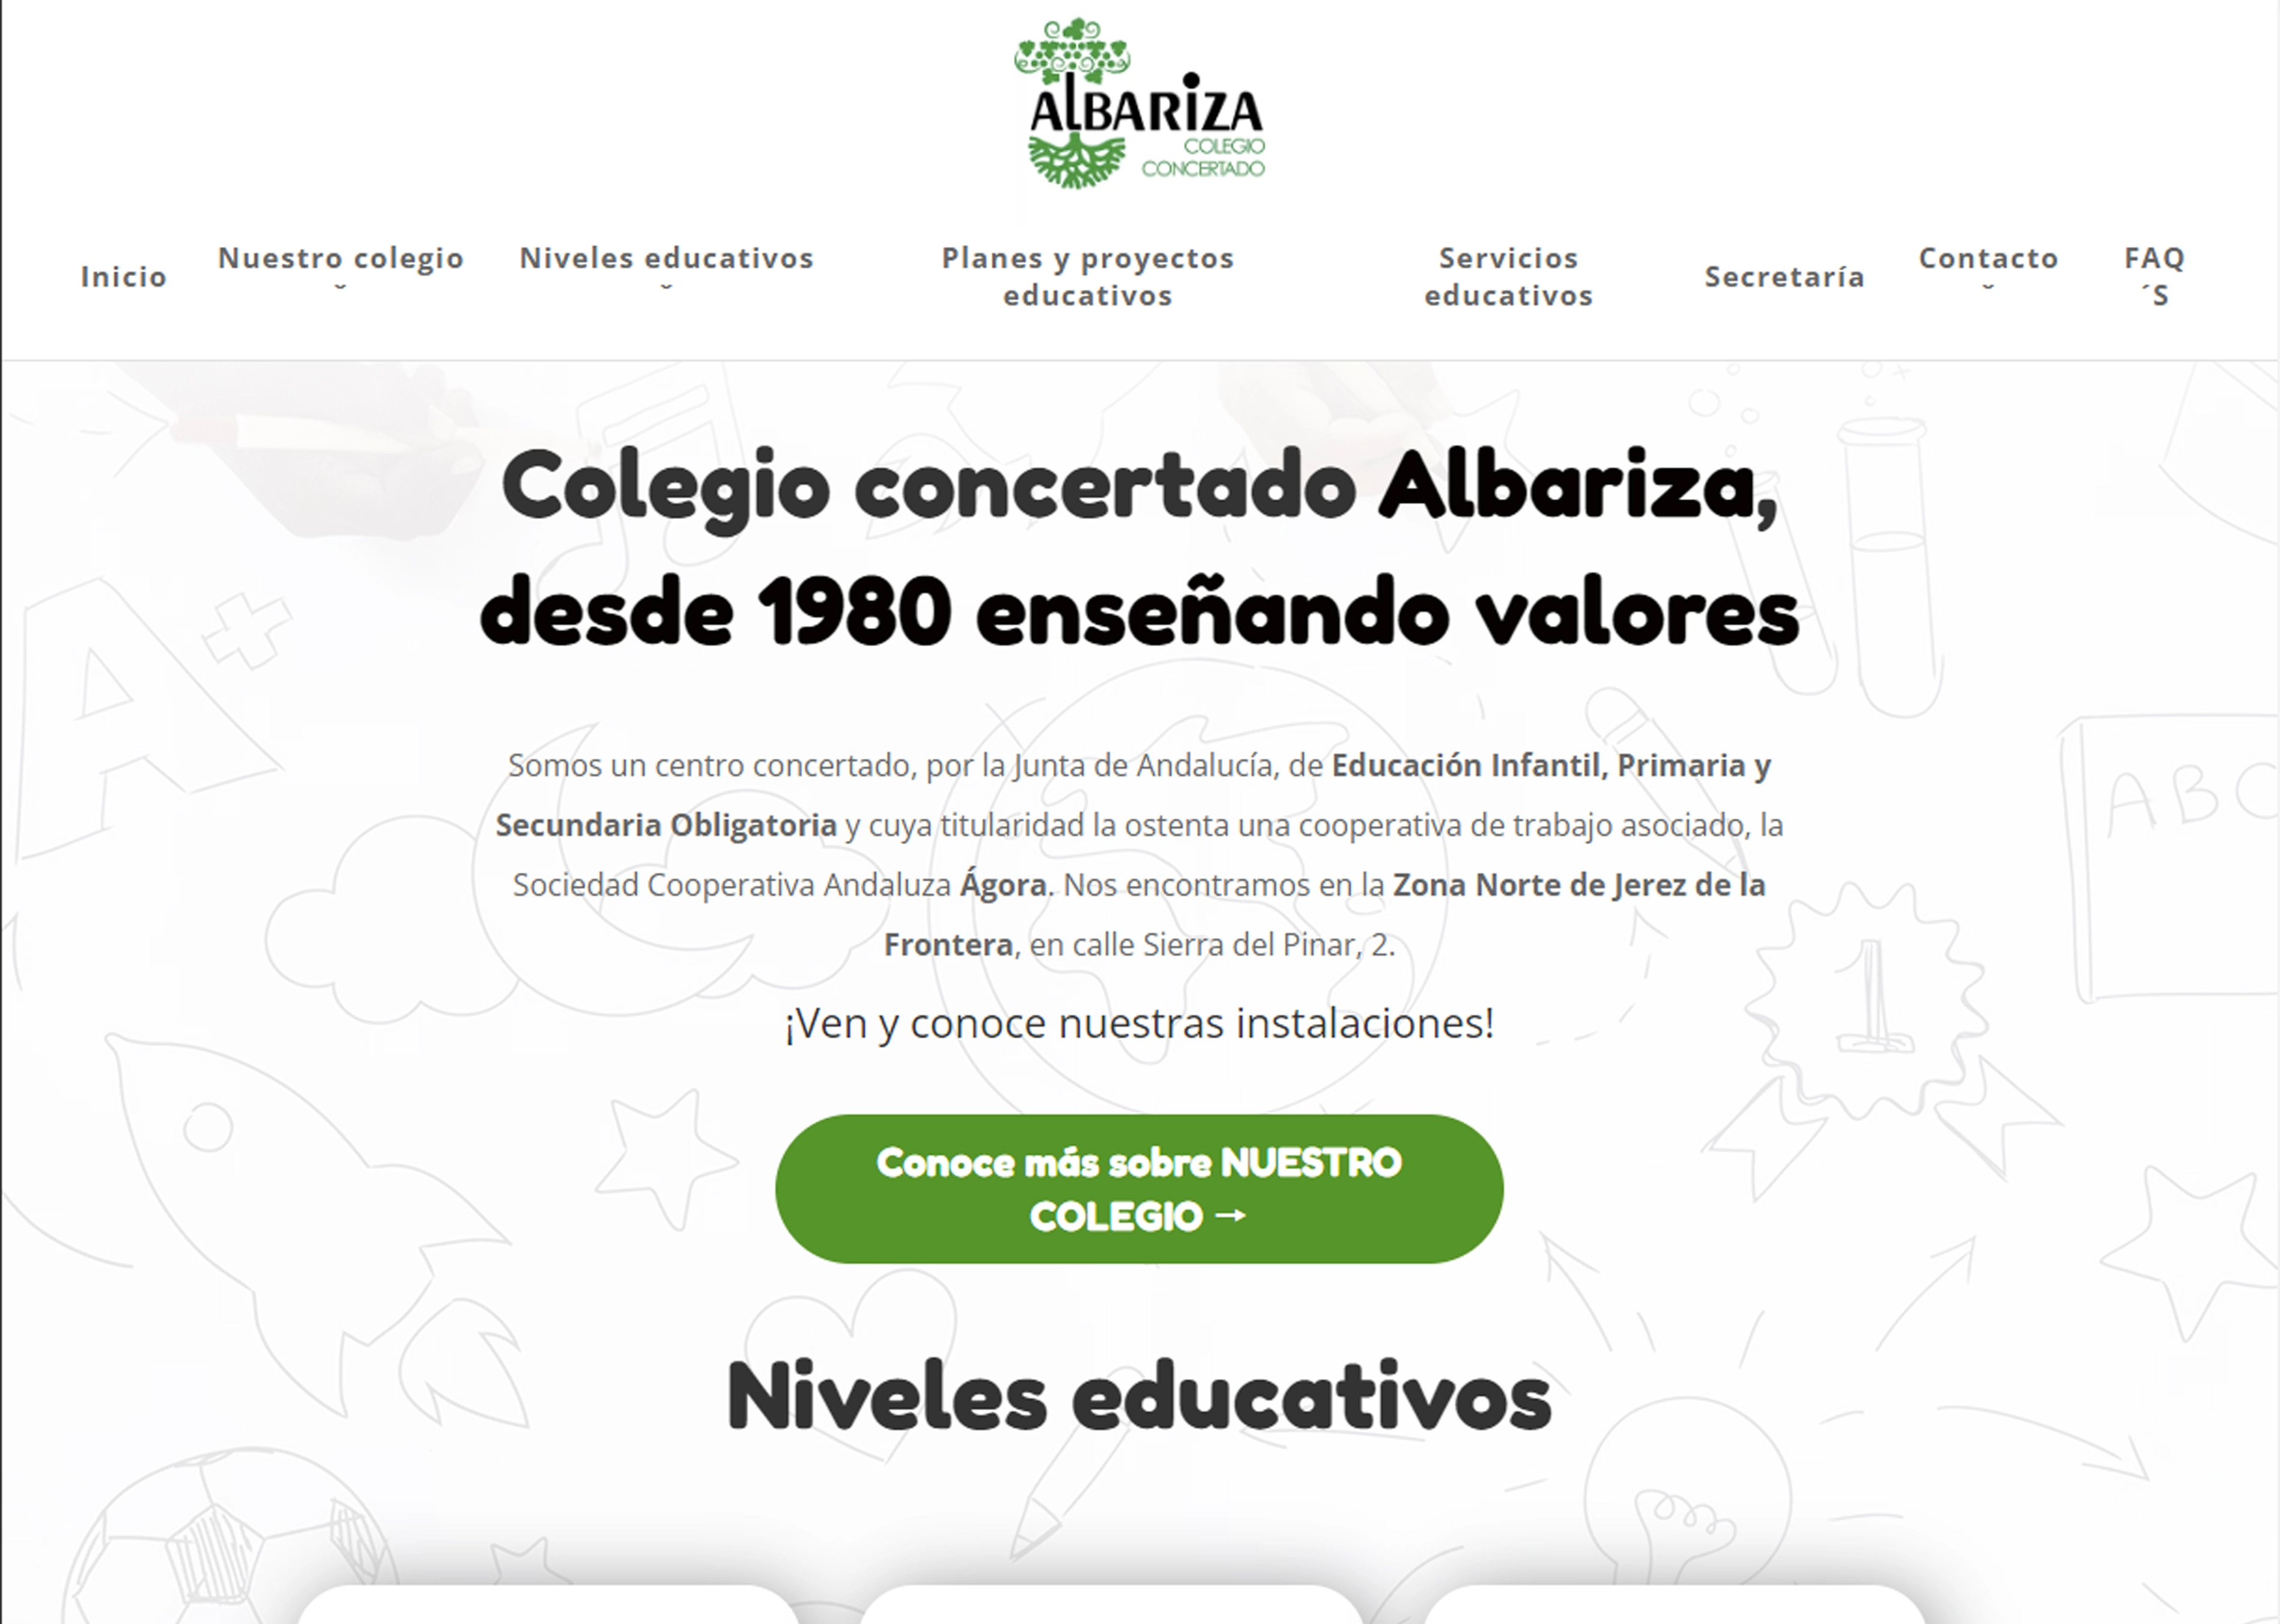 ALBARIZA
COLEGIO
CONCERTADO
Inicio
Nuestro colegio
Niveles educativos
Planes y proyectos
educativos
Servicios
educativos
Secretaría
Contacto
FAQ
´S
Colegio concertado Albariza,
desde 1980 enseñando valores
Somos un centro concertado, por la Junta de Andalucía, de Educación Infantil, Primaria y
Secundaria Obligatoria y cuya titularidad la ostenta una cooperativa de trabajo asociado, la
Sociedad Cooperativa Andaluza Ágora. Nos encontramos en la Zona Norte de Jerez de la
Frontera, en calle Sierra del Pinar, 2.
¡Ven y conoce nuestras instalaciones!
Conoce más sobre NUESTRO
COLEGIO →
Niveles educativos
A+
ABC
1